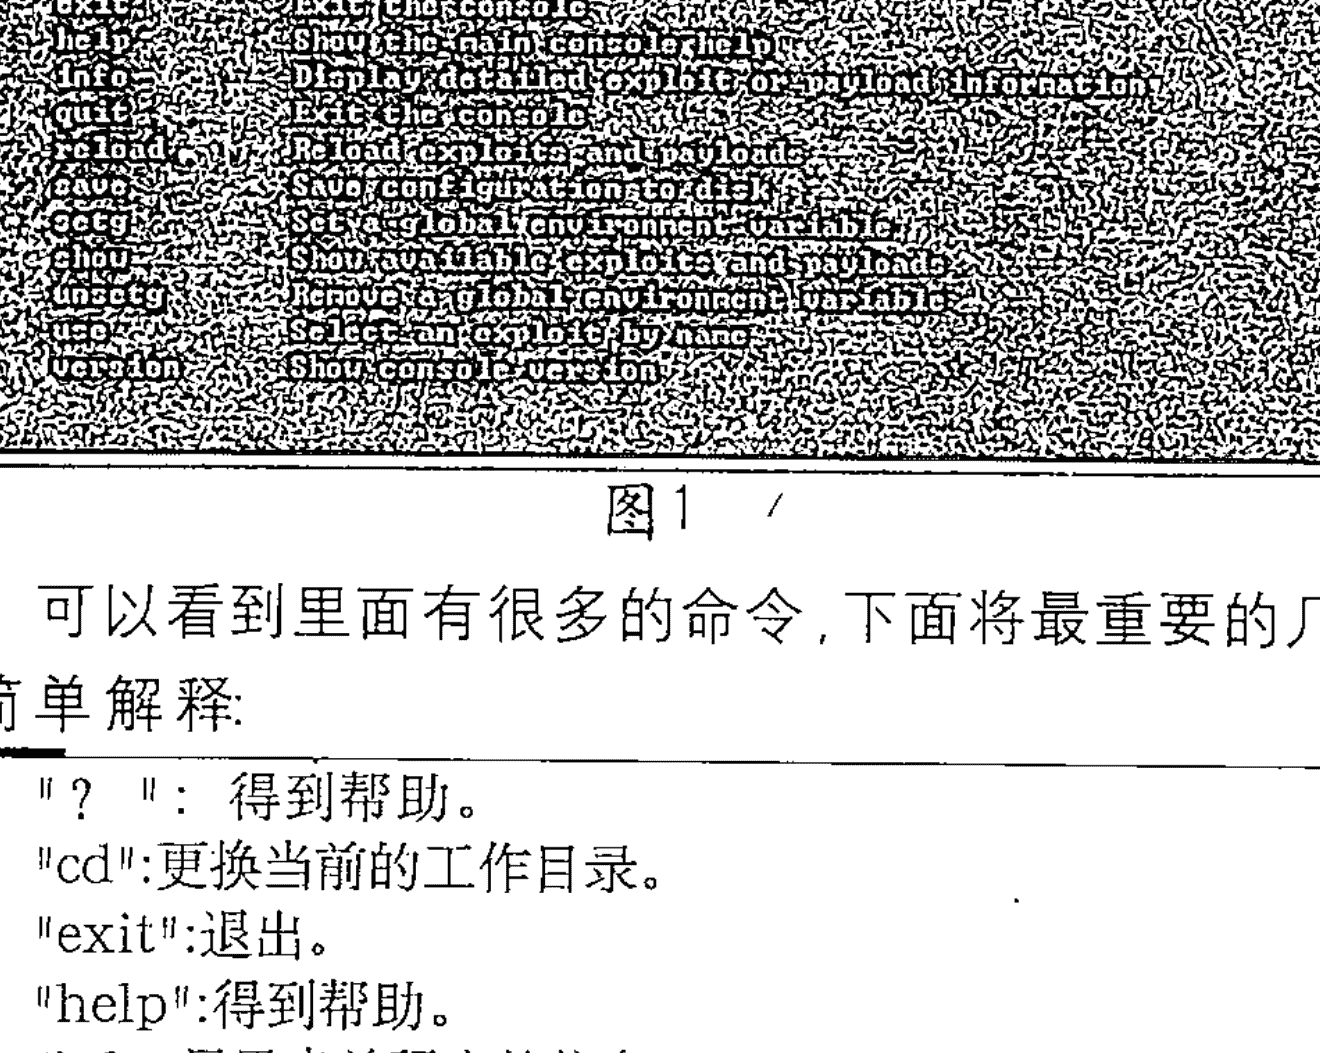 exit Exit the console
help Show the main console help
info Display detailed exploit or payload information
quit Exit the console
reload Reload exploits and payloads
save Save configuration to disk
setg Set a global environment variable
show Show available exploits and payloads
unsetg Remove a global environment variable
use Select an exploit by name
version Show console version
图1
可以看到里面有很多的命令,下面将最重要的几
简单解释:
"? ": 得到帮助。
"cd":更换当前的工作目录。
"exit":退出。
"help":得到帮助。